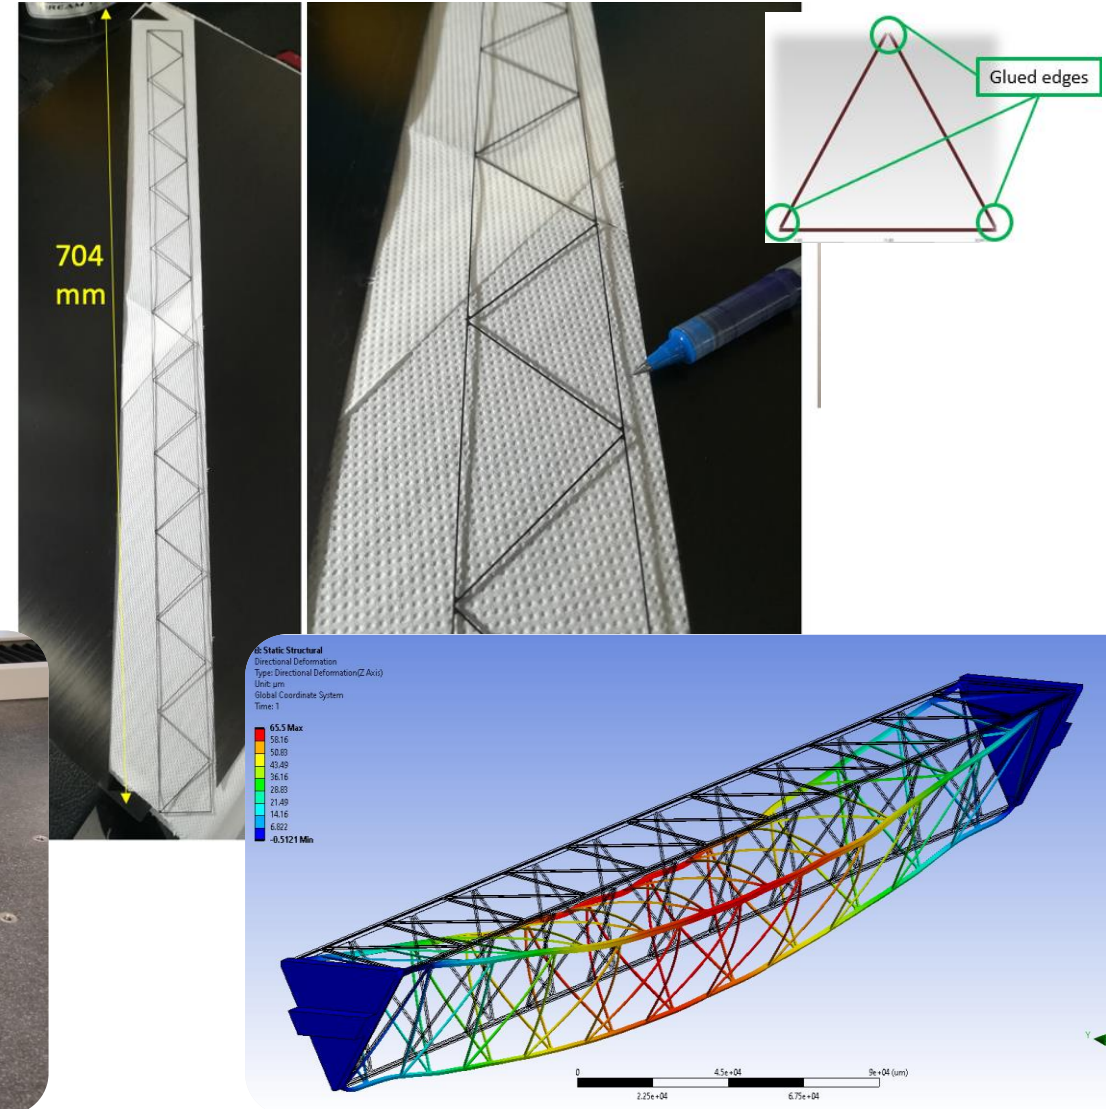 704
mm
Glued edges
B: Static Structural
Directional Deformation
Type: Directional Deformation(Z Axis)
Unit: µm
Global Coordinate System
Time: 1
65.5 Max
58.16
50.83
43.49
36.16
28.83
21.49
14.16
6.822
-0.5121 Min
0
4.5e+04
9e+04 (um)
2.25e+04
6.75e+04
Y